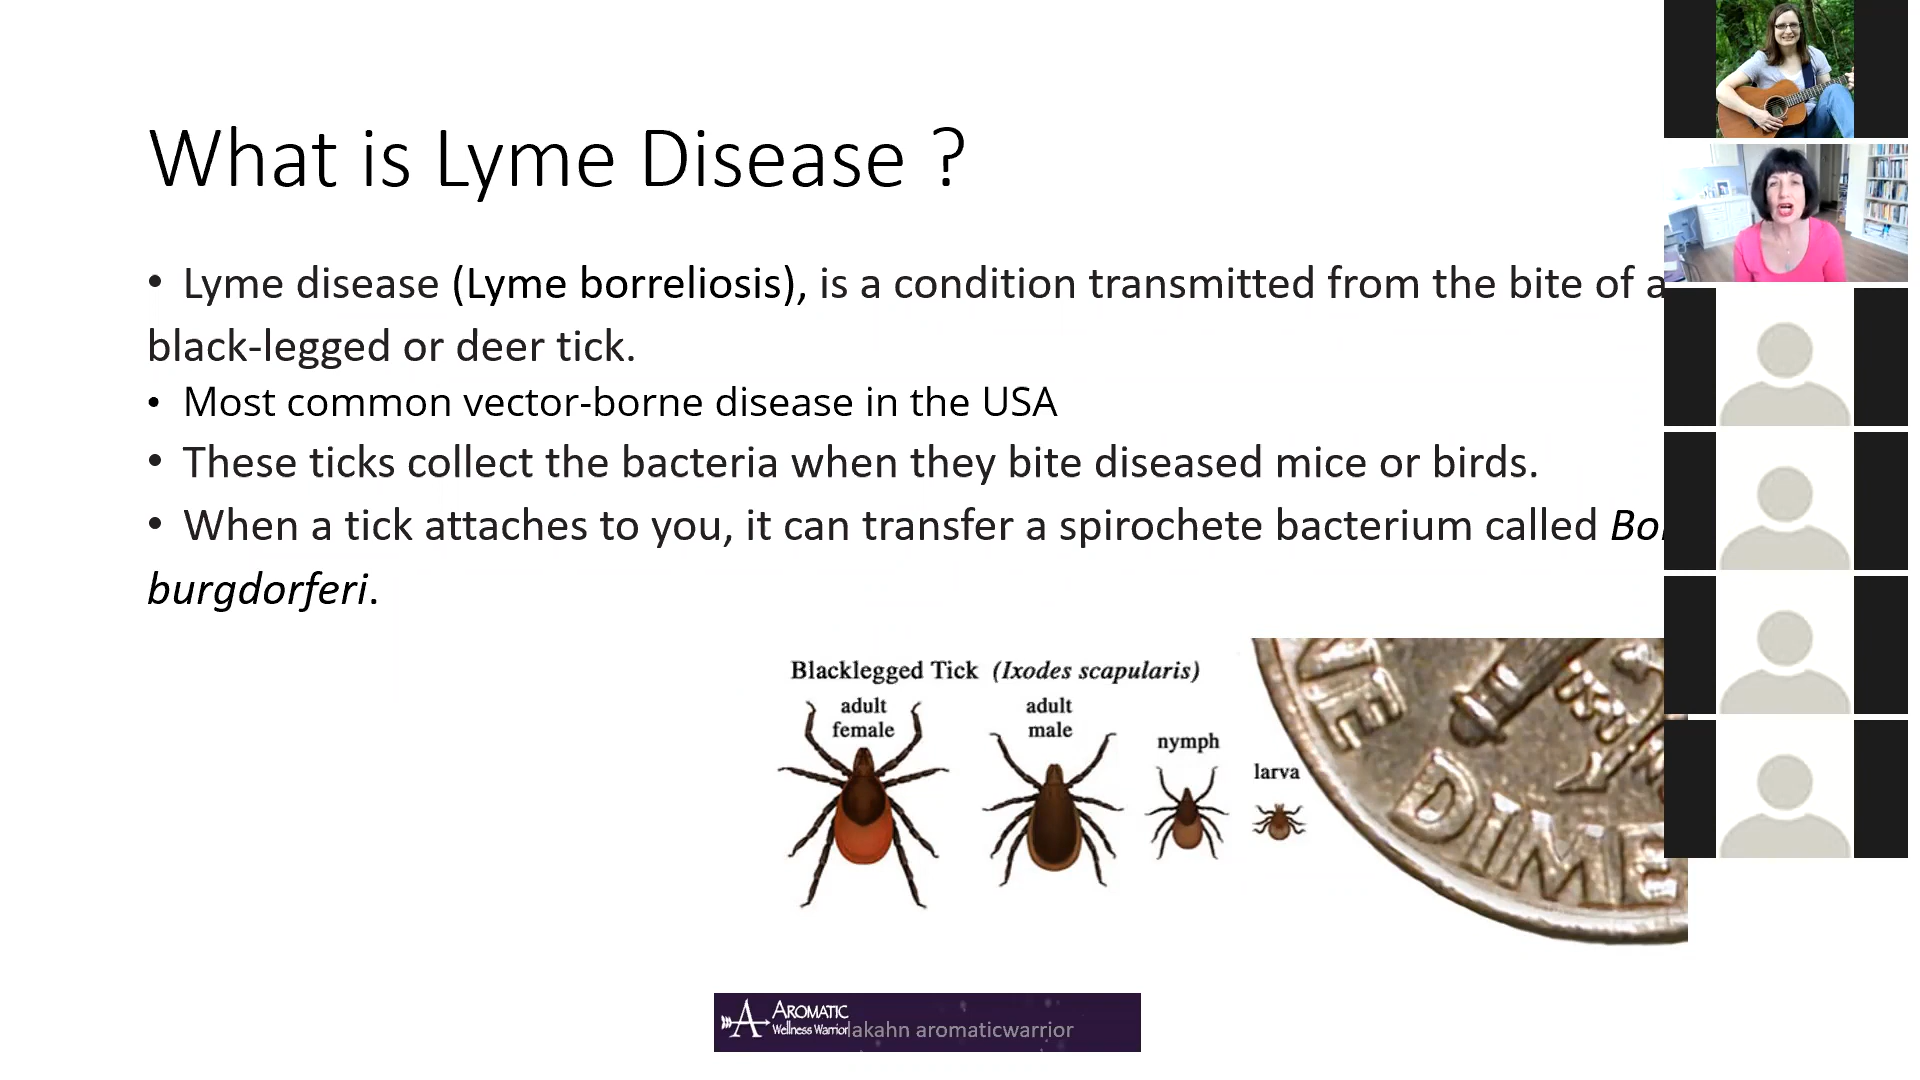 What is Lyme Disease ?
• Lyme disease (Lyme borreliosis), is a condition transmitted from the bite of a
black-legged or deer tick.
• Most common vector-borne disease in the USA
• These ticks collect the bacteria when they bite diseased mice or birds.
• When a tick attaches to you, it can transfer a spirochete bacterium called
burgdorferi.
Blacklegged Tick (Ixodes scapularis)
adult
female
adult
male
nymph
larva
DIME
AROMATIC
Wellness Warrior
lakahn aromaticwarrior